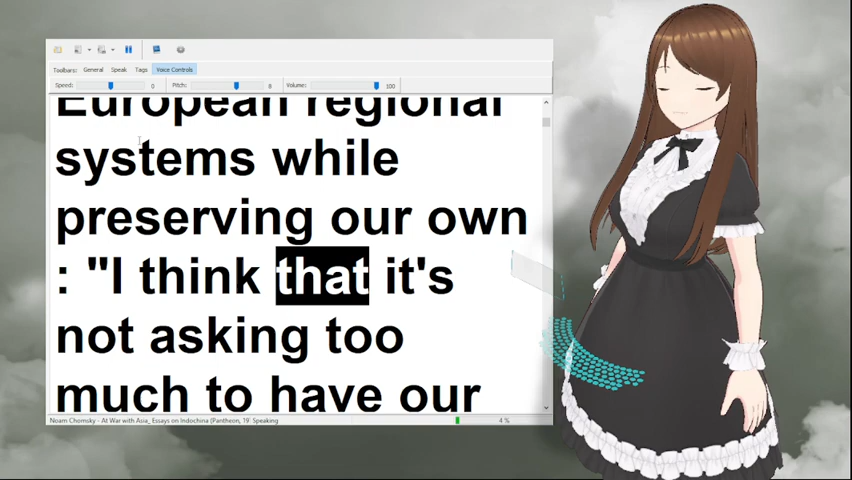 Toolbars: General Speak Tags Voice Controls
Speed: 0 Pitch: 8 Volume: 100
European regional
systems while
preserving our own
: "I think that it's
not asking too
much to have our
Noam Chomsky - At War with Asia_ Essays on Indochina (Pantheon, 19 Speaking 4 %